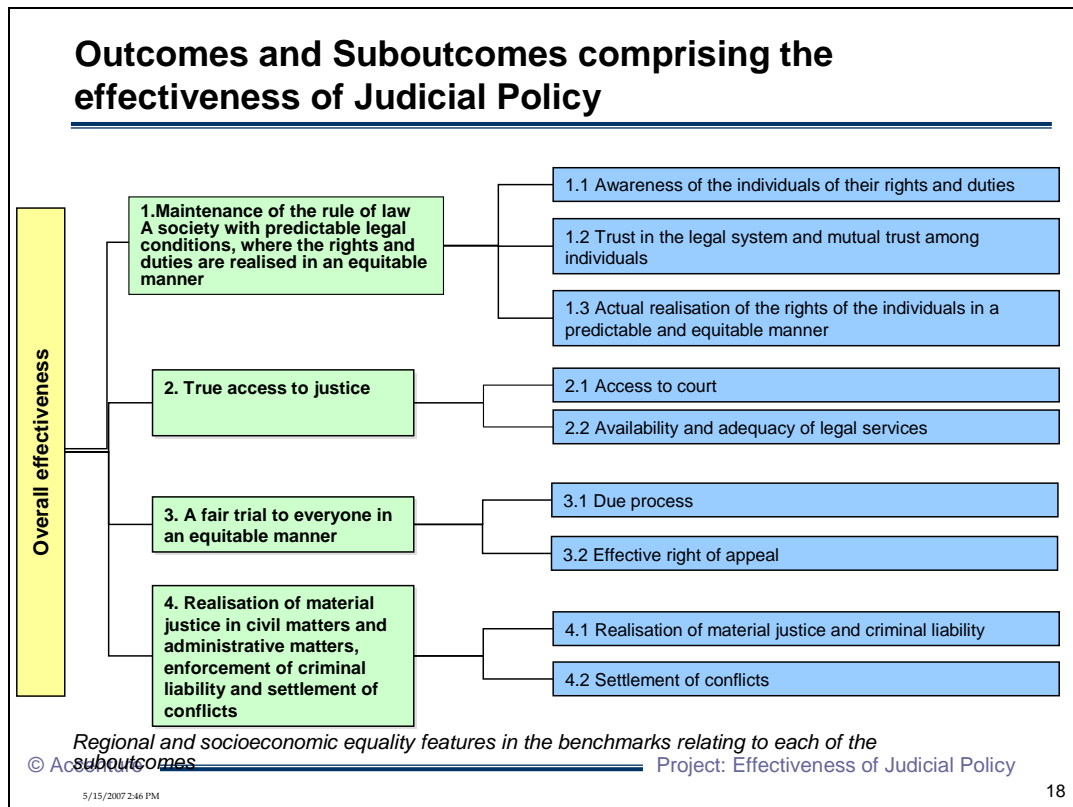 Outcomes and Suboutcomes comprising the
effectiveness of Judicial Policy
Overall effectiveness
1.Maintenance of the rule of law
A society with predictable legal
conditions, where the rights and
duties are realised in an equitable
manner
1.1 Awareness of the individuals of their rights and duties
1.2 Trust in the legal system and mutual trust among
individuals
1.3 Actual realisation of the rights of the individuals in a
predictable and equitable manner
2. True access to justice
2.1 Access to court
2.2 Availability and adequacy of legal services
3. A fair trial to everyone in
an equitable manner
3.1 Due process
3.2 Effective right of appeal
4. Realisation of material
justice in civil matters and
administrative matters,
enforcement of criminal
liability and settlement of
conflicts
4.1 Realisation of material justice and criminal liability
4.2 Settlement of conflicts
Regional and socioeconomic equality features in the benchmarks relating to each of the
suboutcomes
© Accenture
Project: Effectiveness of Judicial Policy
5/15/2007 2:46 PM
18